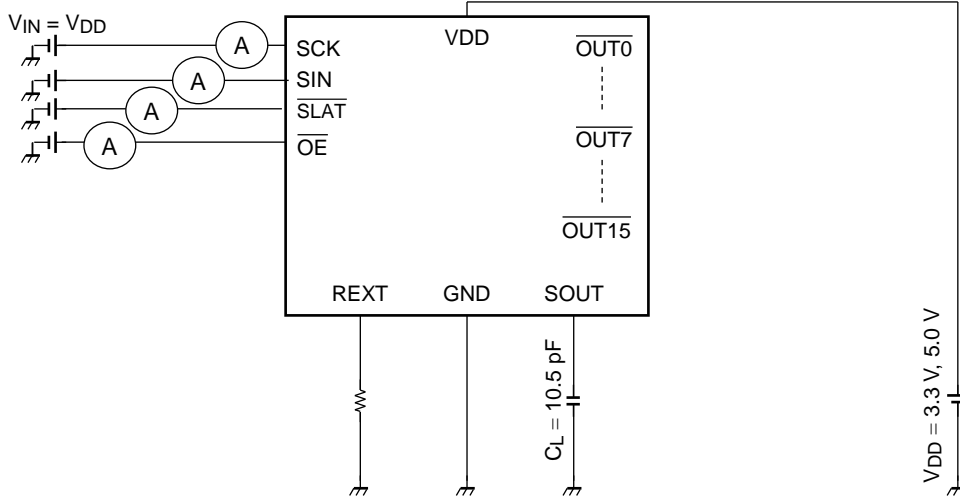 VIN = VDD
A
SCK
VDD
OUT0
A
SIN
A
SLAT
A
OE
OUT7
OUT15
REXT
GND
SOUT
CL = 10.5 pF
VDD = 3.3 V, 5.0 V